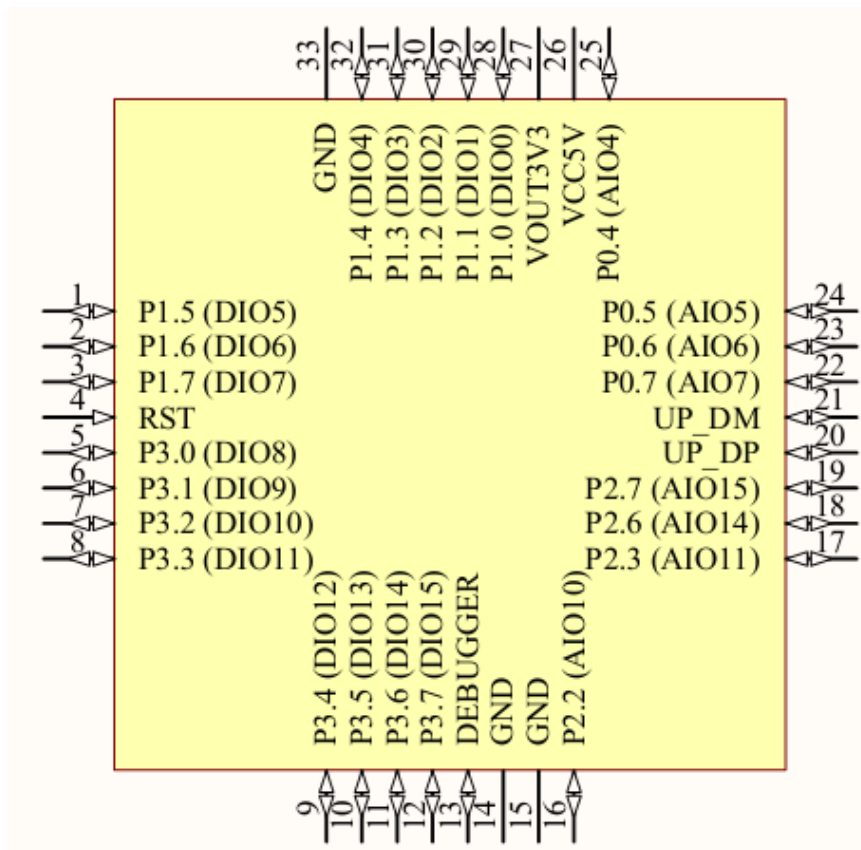 33
32
31
30
29
28
27
26
25
GND
P1.4 (DIO4)
P1.3 (DIO3)
P1.2 (DIO2)
P1.1 (DIO1)
P1.0 (DIO0)
VOUT3V3
VCC5V
P0.4 (AIO4)
1 P1.5 (DIO5)
2 P1.6 (DIO6)
3 P1.7 (DIO7)
4 RST
5 P3.0 (DIO8)
6 P3.1 (DIO9)
7 P3.2 (DIO10)
8 P3.3 (DIO11)
P0.5 (AIO5) 24
P0.6 (AIO6) 23
P0.7 (AIO7) 22
UP_DM 21
UP_DP 20
P2.7 (AIO15) 19
P2.6 (AIO14) 18
P2.3 (AIO11) 17
P3.4 (DIO12)
P3.5 (DIO13)
P3.6 (DIO14)
P3.7 (DIO15)
DEBUGGER
GND
GND
P2.2 (AIO10)
9
10
11
12
13
14
15
16